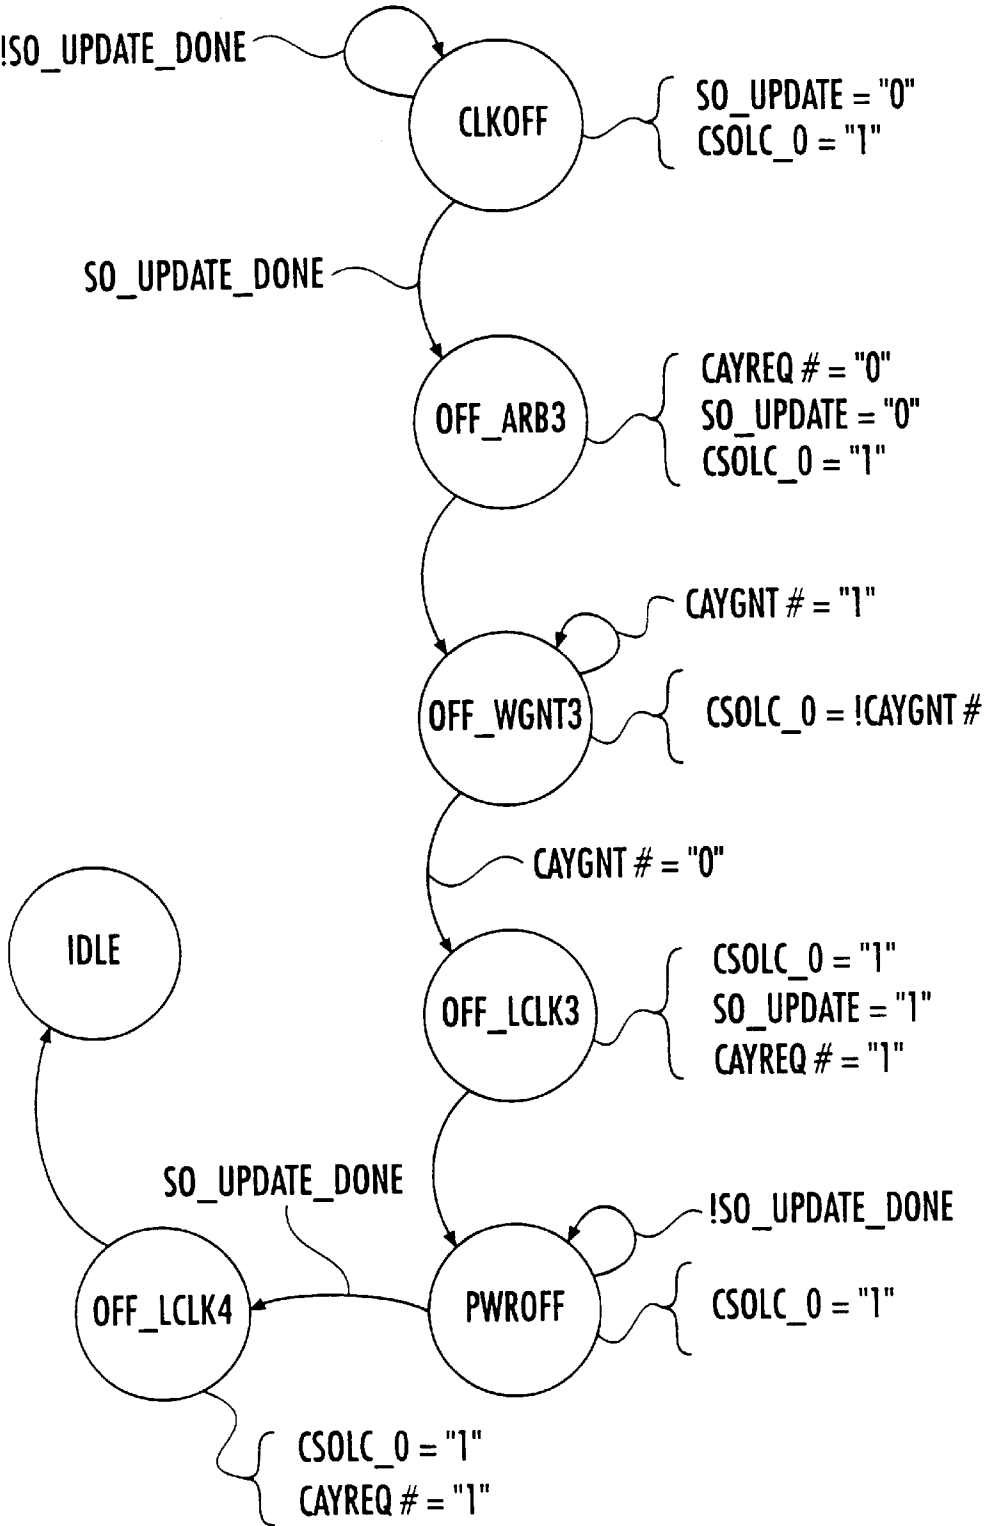 !SO_UPDATE_DONE
CLKOFF
SO_UPDATE = "0"
CSOLC_0 = "1"
SO_UPDATE_DONE
OFF_ARB3
CAYREQ # = "0"
SO_UPDATE = "0"
CSOLC_0 = "1"
CAYGNT # = "1"
OFF_WGNT3
CSOLC_0 = !CAYGNT #
CAYGNT # = "0"
IDLE
OFF_LCLK3
CSOLC_0 = "1"
SO_UPDATE = "1"
CAYREQ # = "1"
SO_UPDATE_DONE
!SO_UPDATE_DONE
OFF_LCLK4
PWROFF
CSOLC_0 = "1"
CSOLC_0 = "1"
CAYREQ # = "1"